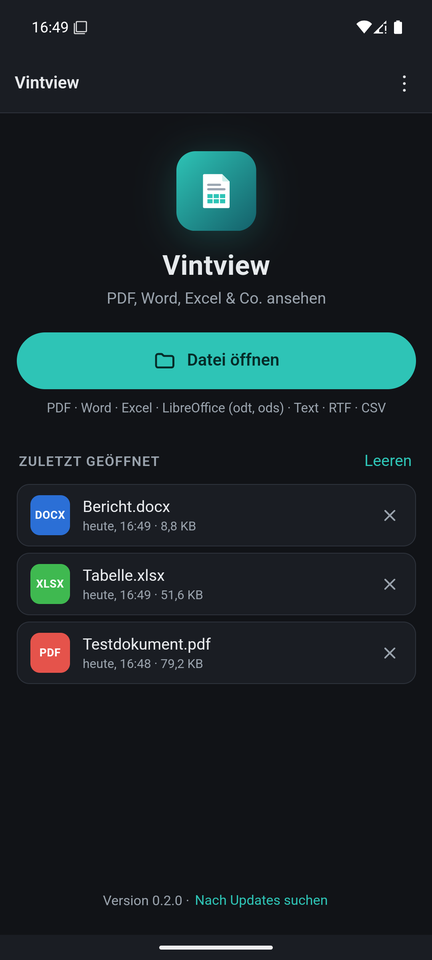 16:49
Vintview
Vintview
PDF, Word, Excel & Co. ansehen
Datei öffnen
PDF · Word · Excel · LibreOffice (odt, ods) · Text · RTF · CSV
ZULETZT GEÖFFNET
Leeren
DOCX
Bericht.docx
heute, 16:49 · 8,8 KB
XLSX
Tabelle.xlsx
heute, 16:49 · 51,6 KB
PDF
Testdokument.pdf
heute, 16:48 · 79,2 KB
Version 0.2.0 · Nach Updates suchen